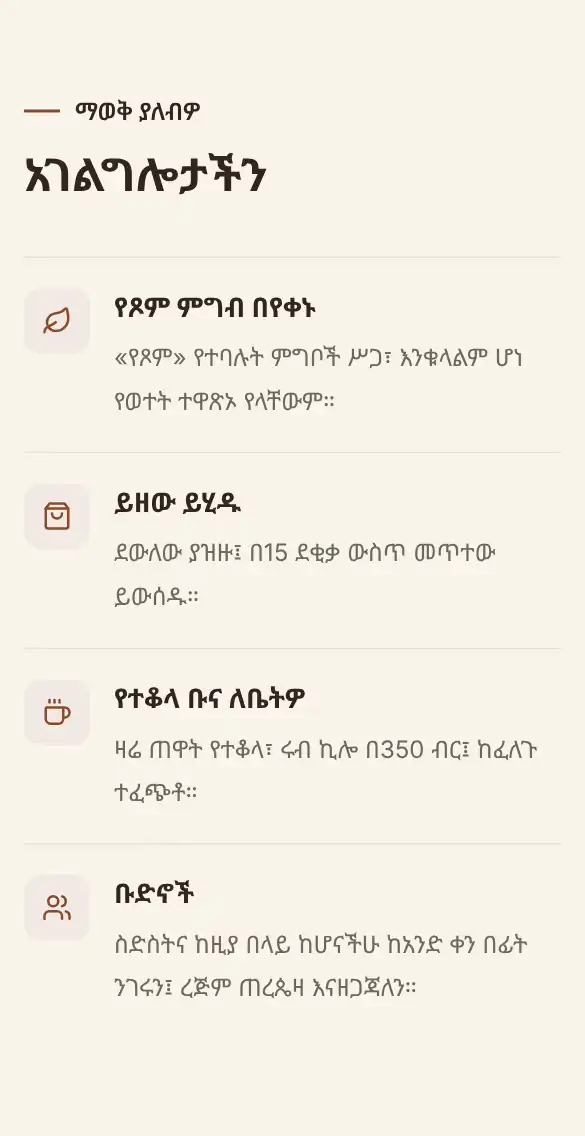 ማወቅ ያለብዎ
አገልግሎታችን
የጾም ምግብ በየቀኑ
«የጾም» የተባሉት ምግቦች ሥጋ፣ እንቁላልም ሆነ
የወተት ተዋጽኦ የላቸውም።
ይዘው ይሂዱ
ደውለው ያዝዙ፤ በ15 ደቂቃ ውስጥ መጥተው
ይውሰዱ።
የተቆላ ቡና ለቤትዎ
ዛሬ ጠዋት የተቆላ፣ ሩብ ኪሎ በ350 ብር፤ ከፈለጉ
ተፈጭቶ።
ቡድኖች
ስድስትና ከዚያ በላይ ከሆናችሁ ከአንድ ቀን በፊት
ንገሩን፤ ረጅም ጠረጴዛ እናዘጋጃለን።